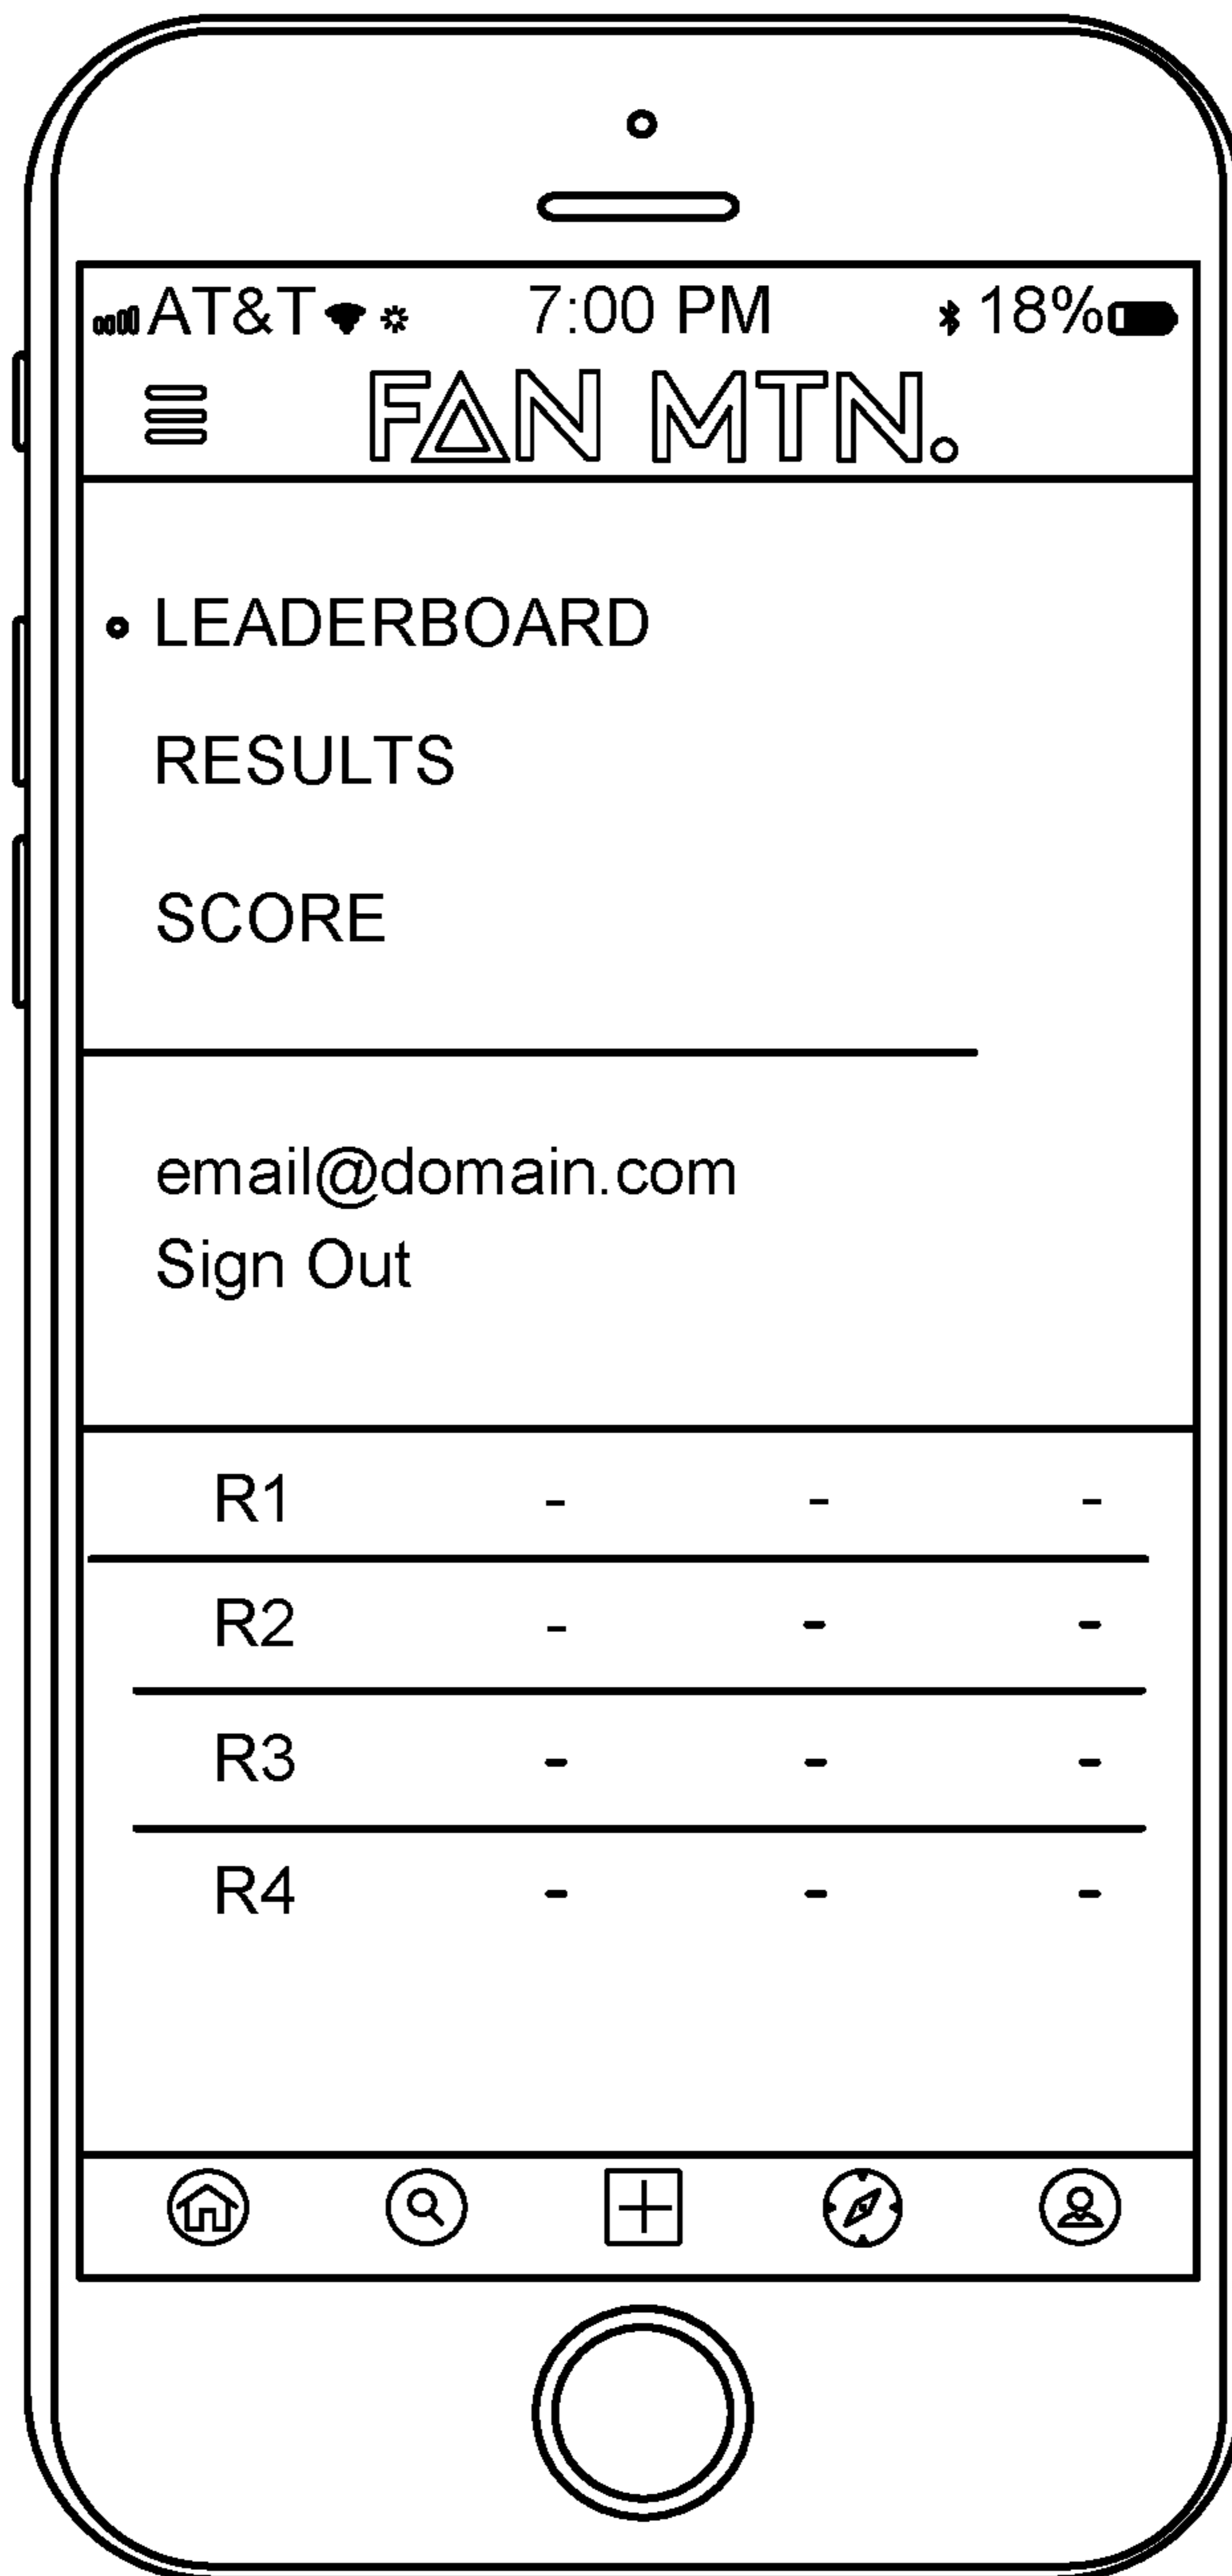 AT&T 7:00 PM 18%
FAN MTN.
LEADERBOARD
RESULTS
SCORE
email@domain.com
Sign Out
R1 - - -
R2 - - -
R3 - - -
R4 - - -